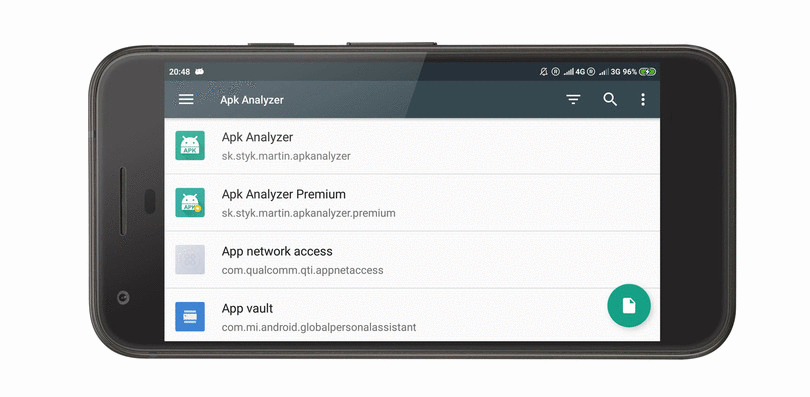 20:48 4G 3G 96%
Apk Analyzer
APK
Apk Analyzer
sk.styk.martin.apkanalyzer
APK
Apk Analyzer Premium
sk.styk.martin.apkanalyzer.premium
App network access
com.qualcomm.qti.appnetaccess
App vault
com.mi.android.globalpersonalassistant